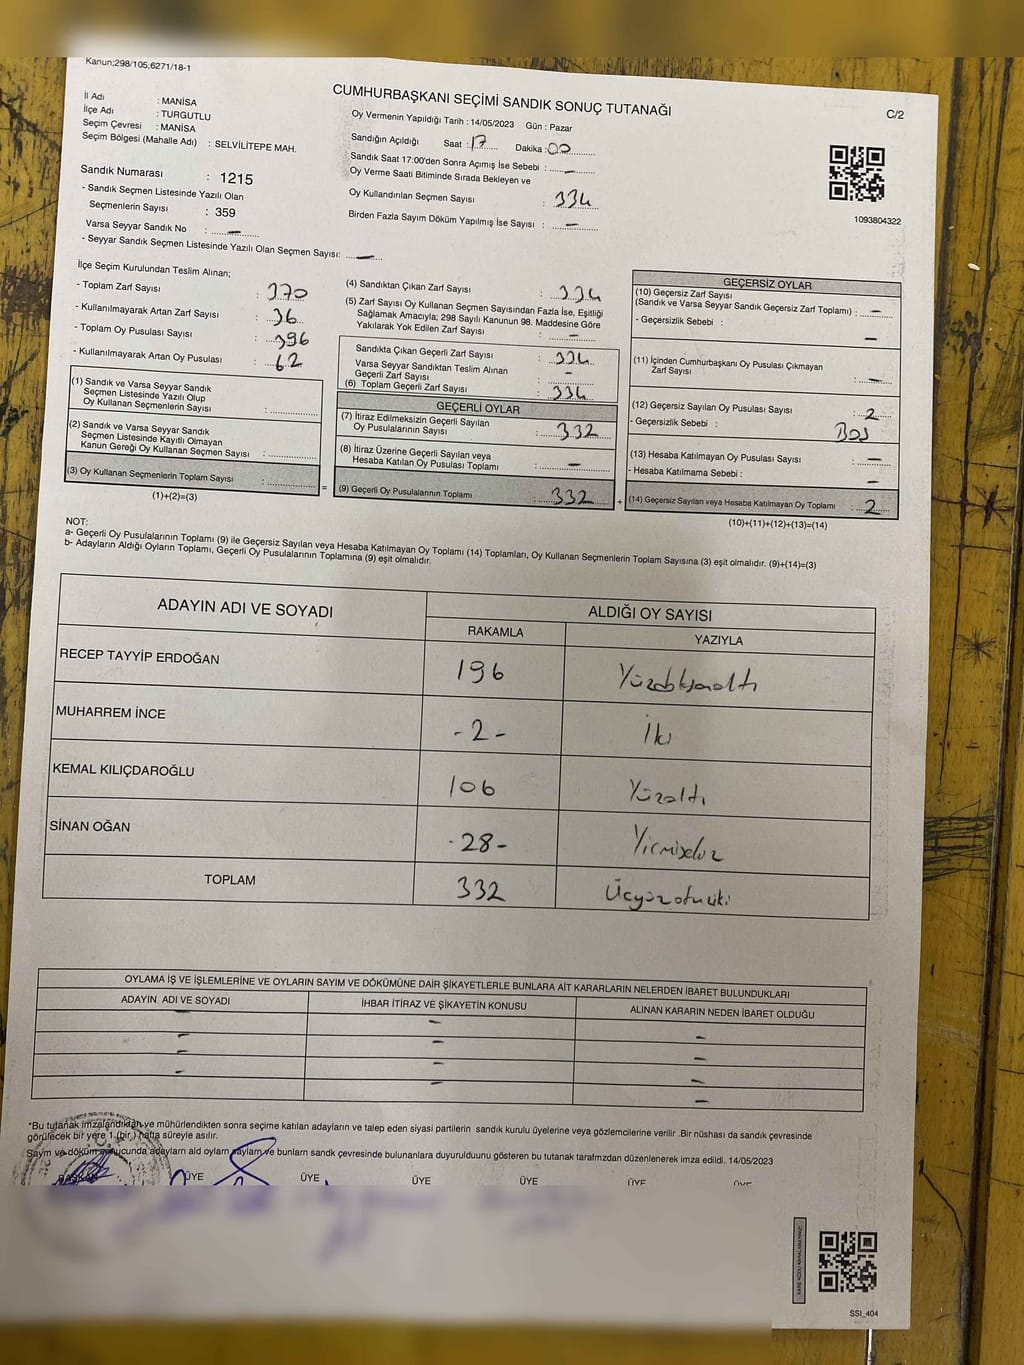 Kanun;298/105;6271/18-1
CUMHURBAŞKANI SEÇİMİ SANDIK SONUÇ TUTANAĞI
C/2
İl Adı : MANİSA
İlçe Adı : TURGUTLU
Seçim Çevresi : MANİSA
Seçim Bölgesi (Mahalle Adı) : SELVİLİTEPE MAH.
Oy Vermenin Yapıldığı Tarih : 14/05/2023 Gün : Pazar
Sandığın Açıldığı Saat : 17 Dakika : 00
Sandık Saat 17:00'den Sonra Açımış İse Sebebi : —
Oy Verme Saati Bitiminde Sırada Bekleyen ve
Oy Kullandırılan Seçmen Sayısı : 334
Birden Fazla Sayım Döküm Yapılmış İse Sayısı : —
1093804322
Sandık Numarası : 1215
- Sandık Seçmen Listesinde Yazılı Olan
Seçmenlerin Sayısı : 359
Varsa Seyyar Sandık No : —
- Seyyar Sandık Seçmen Listesinde Yazılı Olan Seçmen Sayısı: —
İlçe Seçim Kurulundan Teslim Alınan;
- Toplam Zarf Sayısı : 370
- Kullanılmayarak Artan Zarf Sayısı : 36
- Toplam Oy Pusulası Sayısı : 396
- Kullanılmayarak Artan Oy Pusulası : 62
(1) Sandık ve Varsa Seyyar Sandık
Seçmen Listesinde Yazılı Olup
Oy Kullanan Seçmenlerin Sayısı :
(2) Sandık ve Varsa Seyyar Sandık
Seçmen Listesinde Kayıtlı Olmayan
Kanun Gereği Oy Kullanan Seçmen Sayısı :
(3) Oy Kullanan Seçmenlerin Toplam Sayısı :
(1)+(2)=(3)
=
(4) Sandıktan Çıkan Zarf Sayısı : 334
(5) Zarf Sayısı Oy Kullanan Seçmen Sayısından Fazla İse, Eşitliği
Sağlamak Amacıyla; 298 Sayılı Kanunun 98. Maddesine Göre
Yakılarak Yok Edilen Zarf Sayısı : —
Sandıkta Çıkan Geçerli Zarf Sayısı : 334
Varsa Seyyar Sandıktan Teslim Alınan
Geçerli Zarf Sayısı : -
(6) Toplam Geçerli Zarf Sayısı : 334
GEÇERLİ OYLAR
(7) İtiraz Edilmeksizin Geçerli Sayılan
Oy Pusulalarının Sayısı : 332
(8) İtiraz Üzerine Geçerli Sayılan veya
Hesaba Katılan Oy Pusulası Toplamı : —
(9) Geçerli Oy Pusulalarının Toplamı : 332
+
GEÇERSİZ OYLAR
(10) Geçersiz Zarf Sayısı
(Sandık ve Varsa Seyyar Sandık Geçersiz Zarf Toplamı) : —
- Geçersizlik Sebebi : —
(11) İçinden Cumhurbaşkanı Oy Pusulası Çıkmayan
Zarf Sayısı : —
(12) Geçersiz Sayılan Oy Pusulası Sayısı : 2
- Geçersizlik Sebebi : BOŞ
(13) Hesaba Katılmayan Oy Pusulası Sayısı : —
- Hesaba Katılmama Sebebi : —
(14) Geçersiz Sayılan veya Hesaba Katılmayan Oy Toplamı : 2
(10)+(11)+(12)+(13)=(14)
NOT:
a- Geçerli Oy Pusulalarının Toplamı (9) ile Geçersiz Sayılan veya Hesaba Katılmayan Oy Toplamı (14) Toplamları, Oy Kullanan Seçmenlerin Toplam Sayısına (3) eşit olmalıdır. (9)+(14)=(3)
b- Adayların Aldığı Oyların Toplamı, Geçerli Oy Pusulalarının Toplamına (9) eşit olmalıdır.
ADAYIN ADI VE SOYADI
ALDIĞI OY SAYISI
RAKAMLA YAZIYLA
RECEP TAYYİP ERDOĞAN 196 Yüzdoksanaltı
MUHARREM İNCE -2- İki
KEMAL KILIÇDAROĞLU 106 Yüzaltı
SİNAN OĞAN -28- Yirmisekiz
TOPLAM 332 Üçyüzotuziki
OYLAMA İŞ VE İŞLEMLERİNE VE OYLARIN SAYIM VE DÖKÜMÜNE DAİR ŞİKAYETLERLE BUNLARA AİT KARARLARIN NELERDEN İBARET BULUNDUKLARI
ADAYIN ADI VE SOYADI İHBAR İTİRAZ VE ŞİKAYETİN KONUSU ALINAN KARARIN NEDEN İBARET OLDUĞU
— — —
— — —
— — —
— — —
*Bu tutanak imzalandıktan ve mühürlendikten sonra seçime katılan adayların ve talep eden siyasi partilerin sandık kurulu üyelerine veya gözlemcilerine verilir .Bir nüshası da sandık çevresinde
görülecek bir yere 1 (bir ) hafta süreyle asılır.
Sayım ve döküm sonucunda adayların ald oyların sayları ve bunların sandk çevresinde bulunanlara duyurulduunu gösteren bu tutanak tarafmzdan düzenlenerek imza edildi. 14/05/2023
BAŞKAN ÜYE ÜYE ÜYE ÜYE ÜYE ÜYE
SSI_404